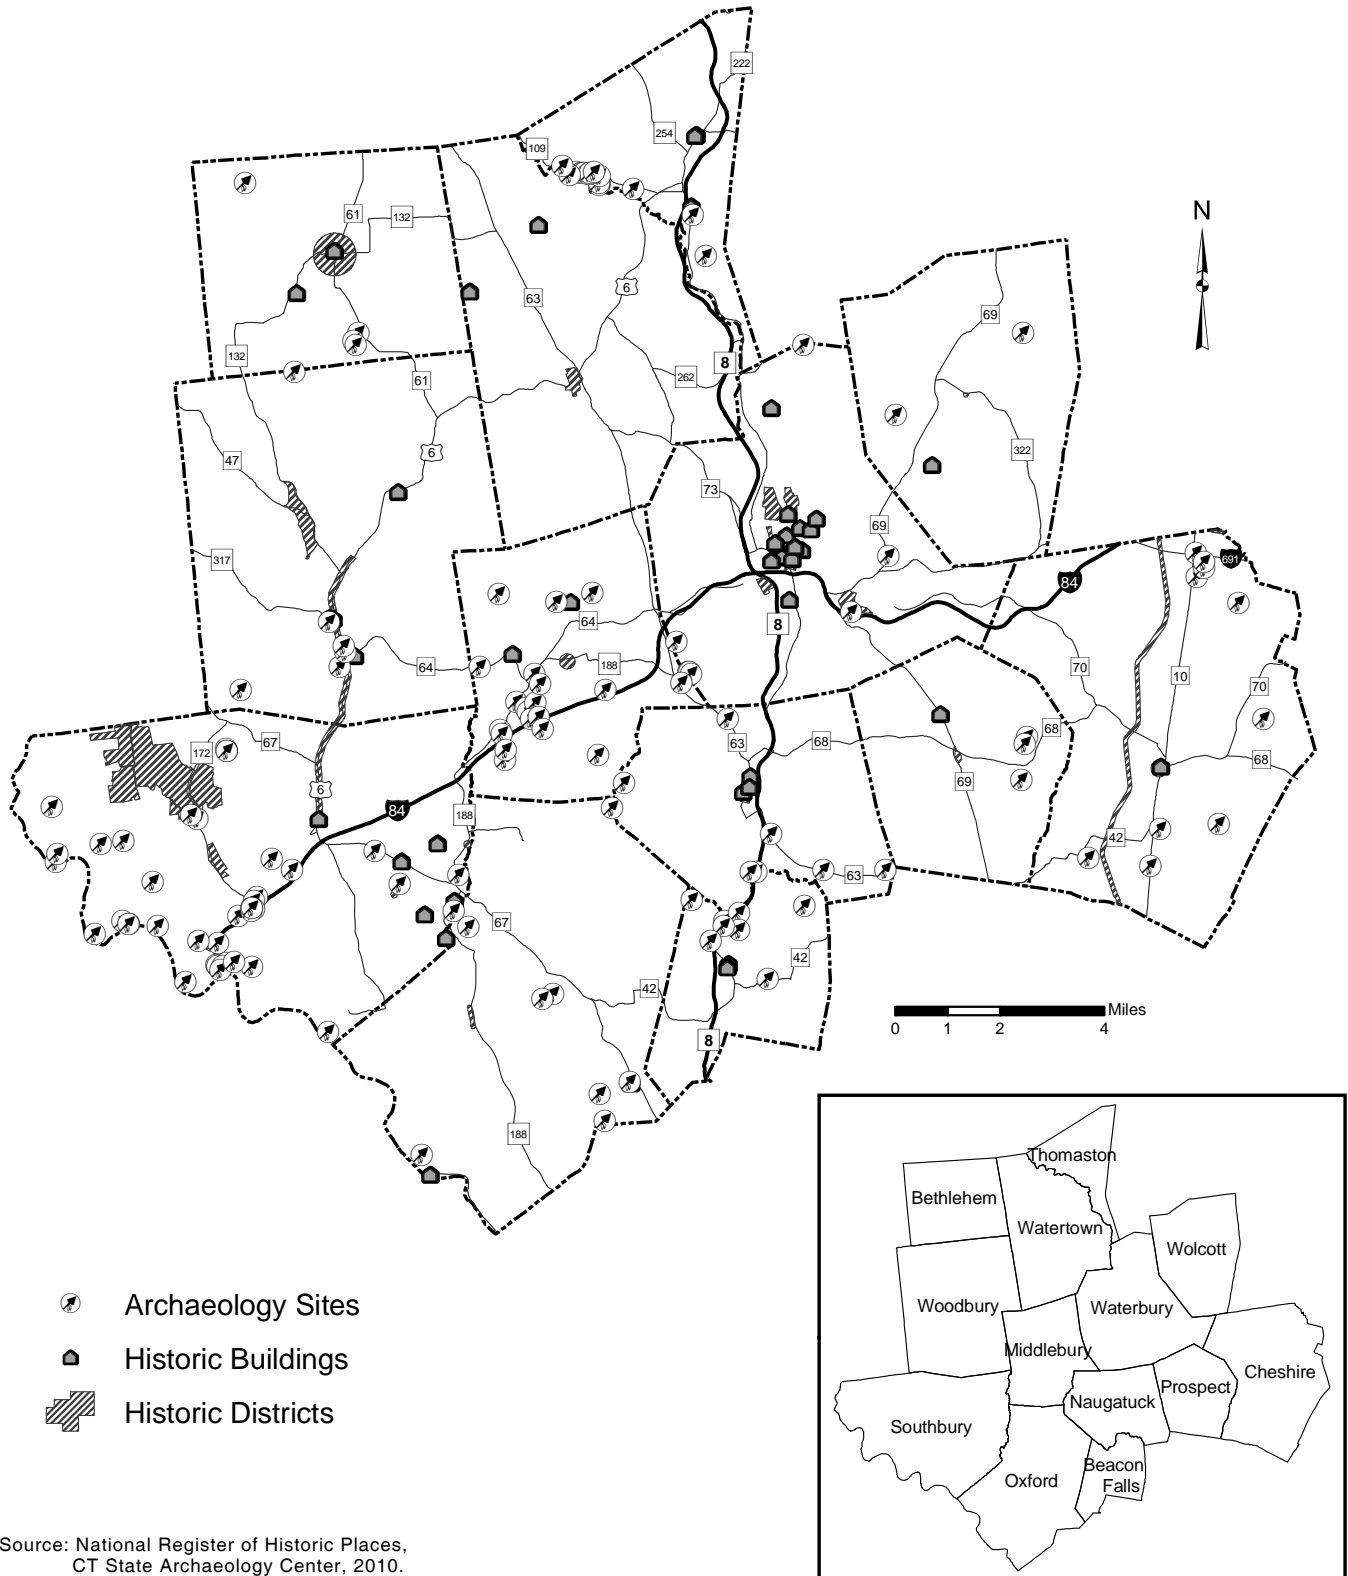 222
254
109
61
132
N
6
63
69
132
8
61
262
6
322
47
73
69
317
691
84
64
8
64
188
70
10
70
67
172
63
68
68
68
6
69
84
188
42
63
67
42
42
Miles
0 1 2 4
8
188
Thomaston
Bethlehem
Watertown
Wolcott
Woodbury
Waterbury
Middlebury
Cheshire
Prospect
Naugatuck
Southbury
Beacon
Falls
Oxford
Archaeology Sites
Historic Buildings
Historic Districts
Source: National Register of Historic Places,
CT State Archaeology Center, 2010.